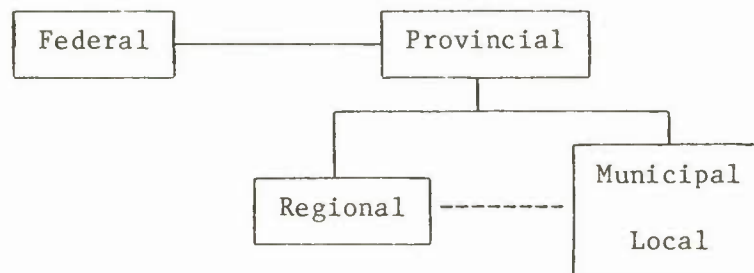 Federal
Provincial
Regional
Municipal
Local